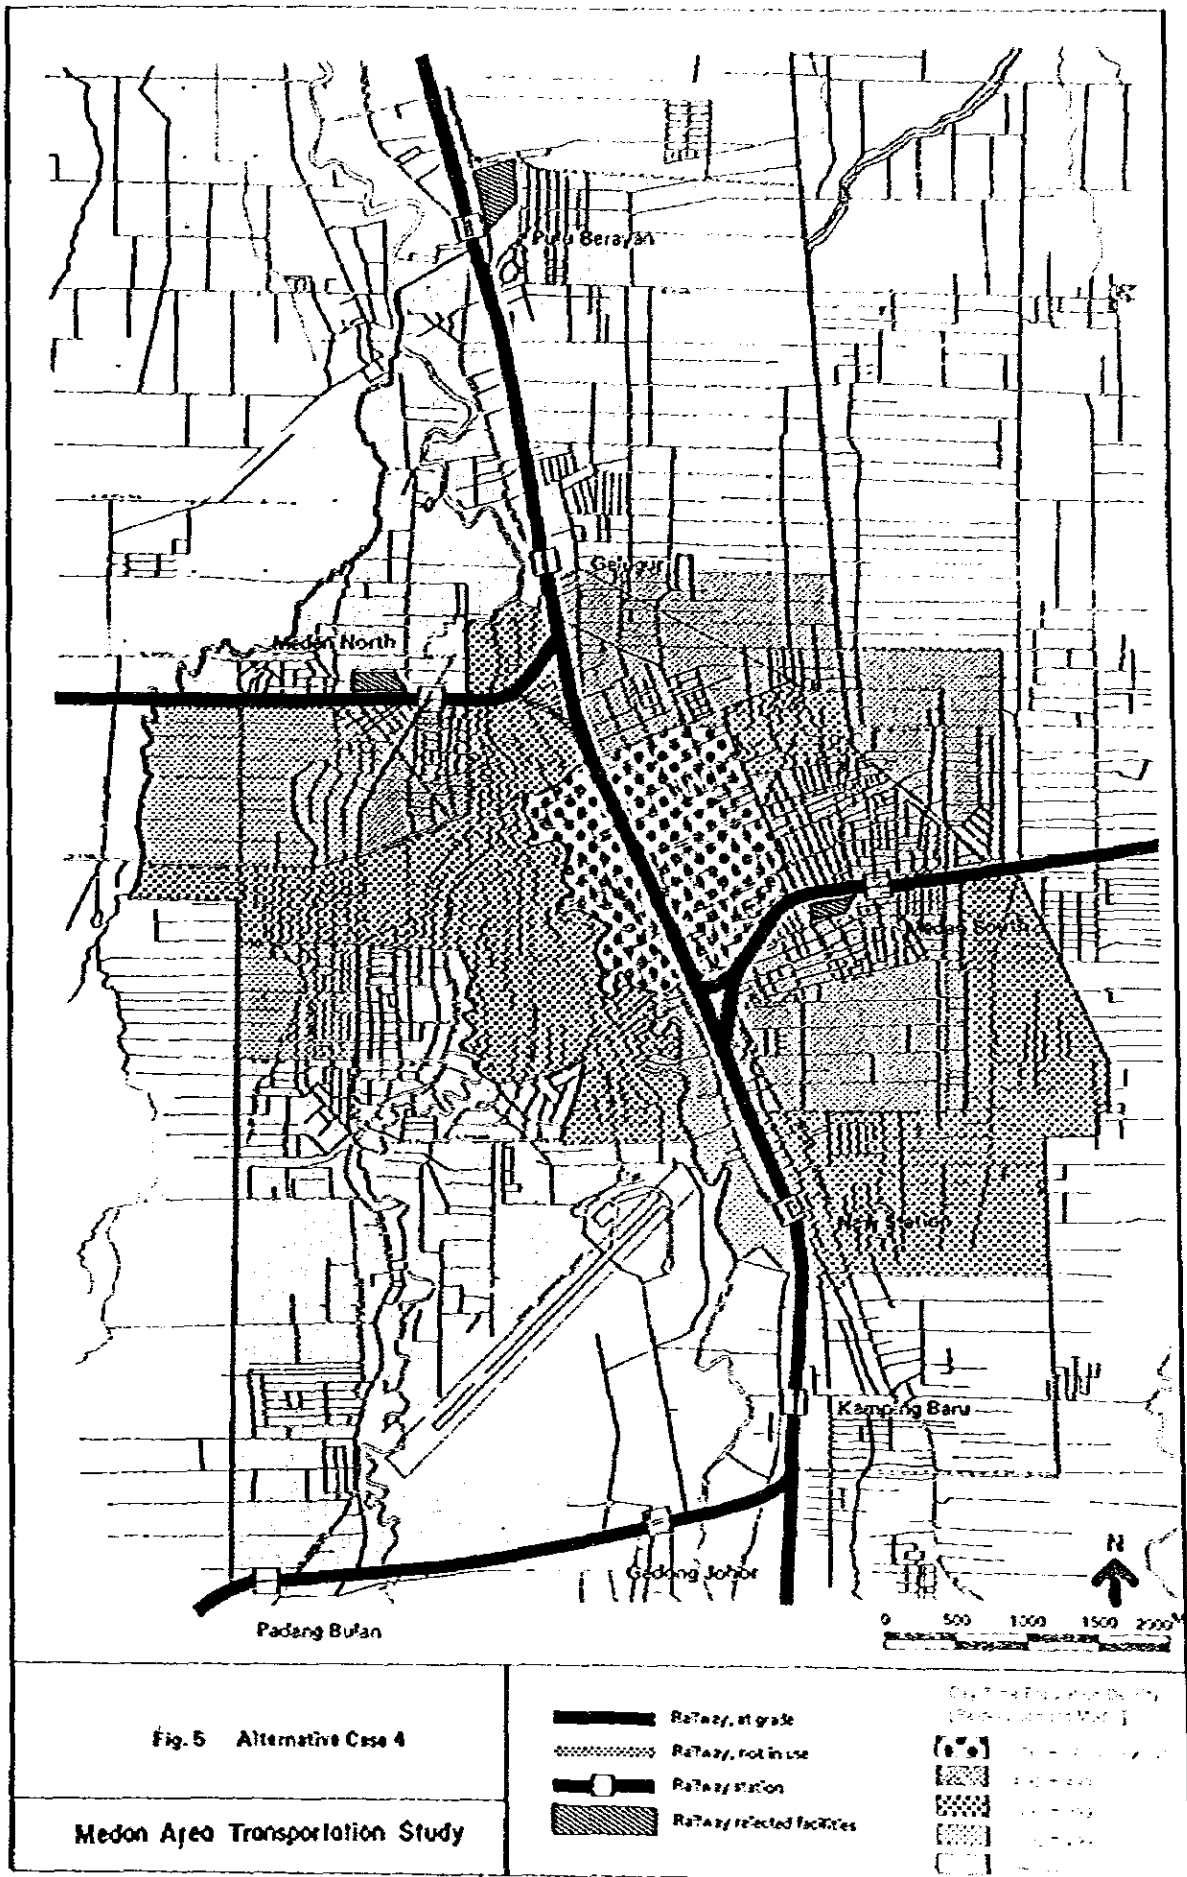 Pulu Berayan
Gelugur
Medan North
Medan South
New Station
Kamping Baru
Gedong Johor
Padang Bulan
N
0 500 1000 1500 2000 M
Fig. 5 Alternative Case 4
Medan Area Transportation Study
Railway, at grade
Railway, not in use
Railway station
Railway relected facilities